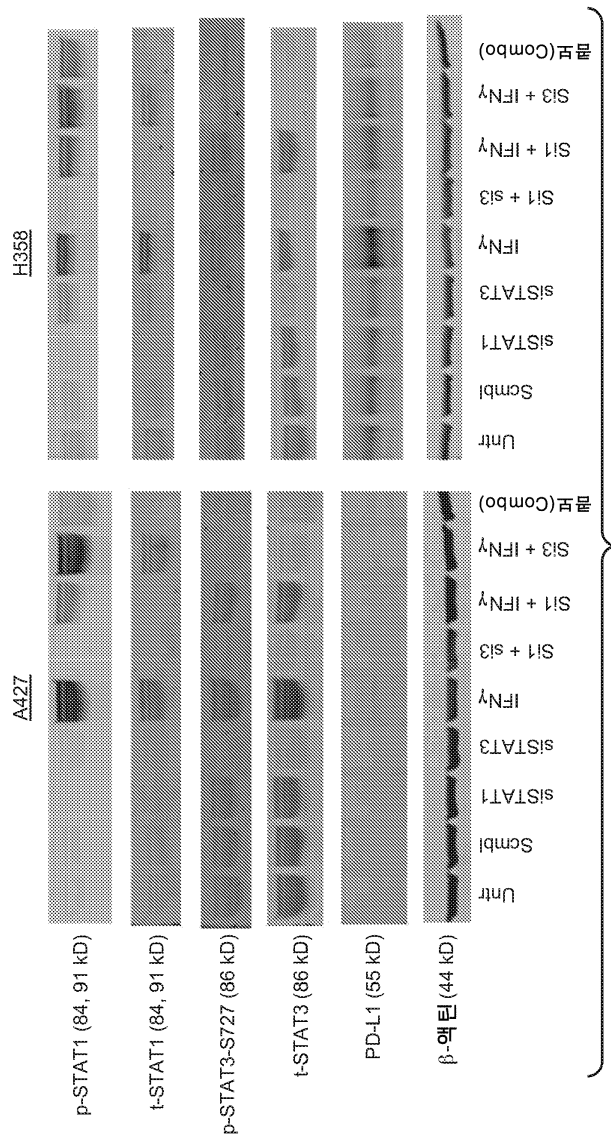 A427
H358
p-STAT1 (84, 91 kD)
t-STAT1 (84, 91 kD)
p-STAT3-S727 (86 kD)
t-STAT3 (86 kD)
PD-L1 (55 kD)
β-액틴 (44 kD)
Untr
Scmbl
siSTAT1
siSTAT3
IFNγ
Si1 + si3
Si1 + IFNγ
Si3 + IFNγ
콤보(Combo)
Untr
Scmbl
siSTAT1
siSTAT3
IFNγ
Si1 + si3
Si1 + IFNγ
Si3 + IFNγ
콤보(Combo)